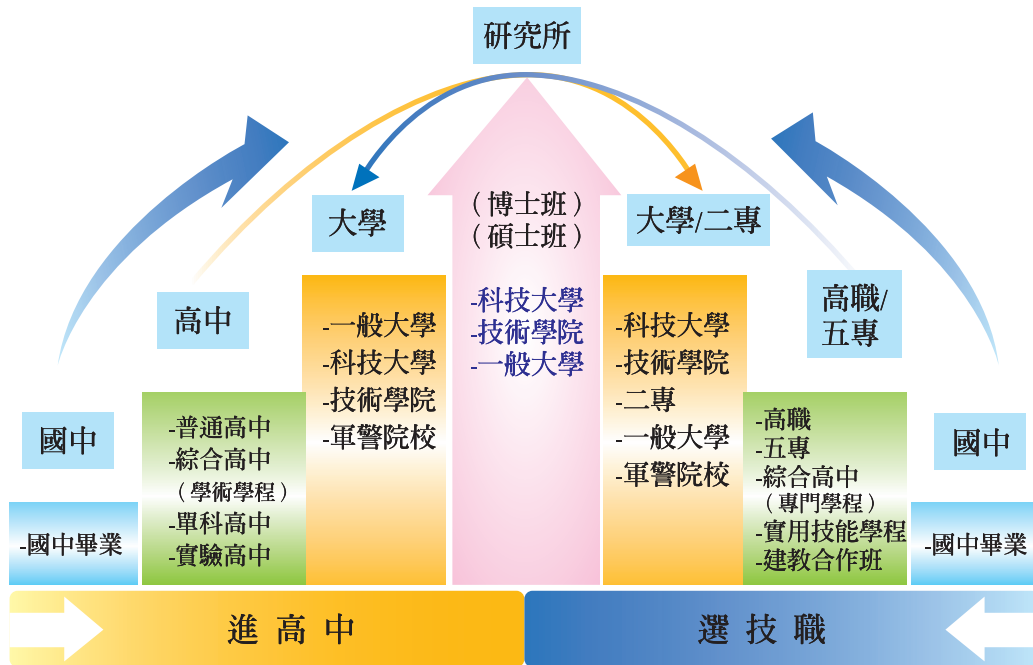 研究所
大學
（博士班）
（碩士班）
大學/二專
高中
-科技大學
-技術學院
-一般大學
高職/
五專
-一般大學
-科技大學
-技術學院
-軍警院校
-科技大學
-技術學院
-二專
-一般大學
-軍警院校
國中
-普通高中
-綜合高中
（學術學程）
-單科高中
-實驗高中
-高職
-五專
-綜合高中
（專門學程）
-實用技能學程
-建教合作班
國中
-國中畢業
-國中畢業
進高中
選技職